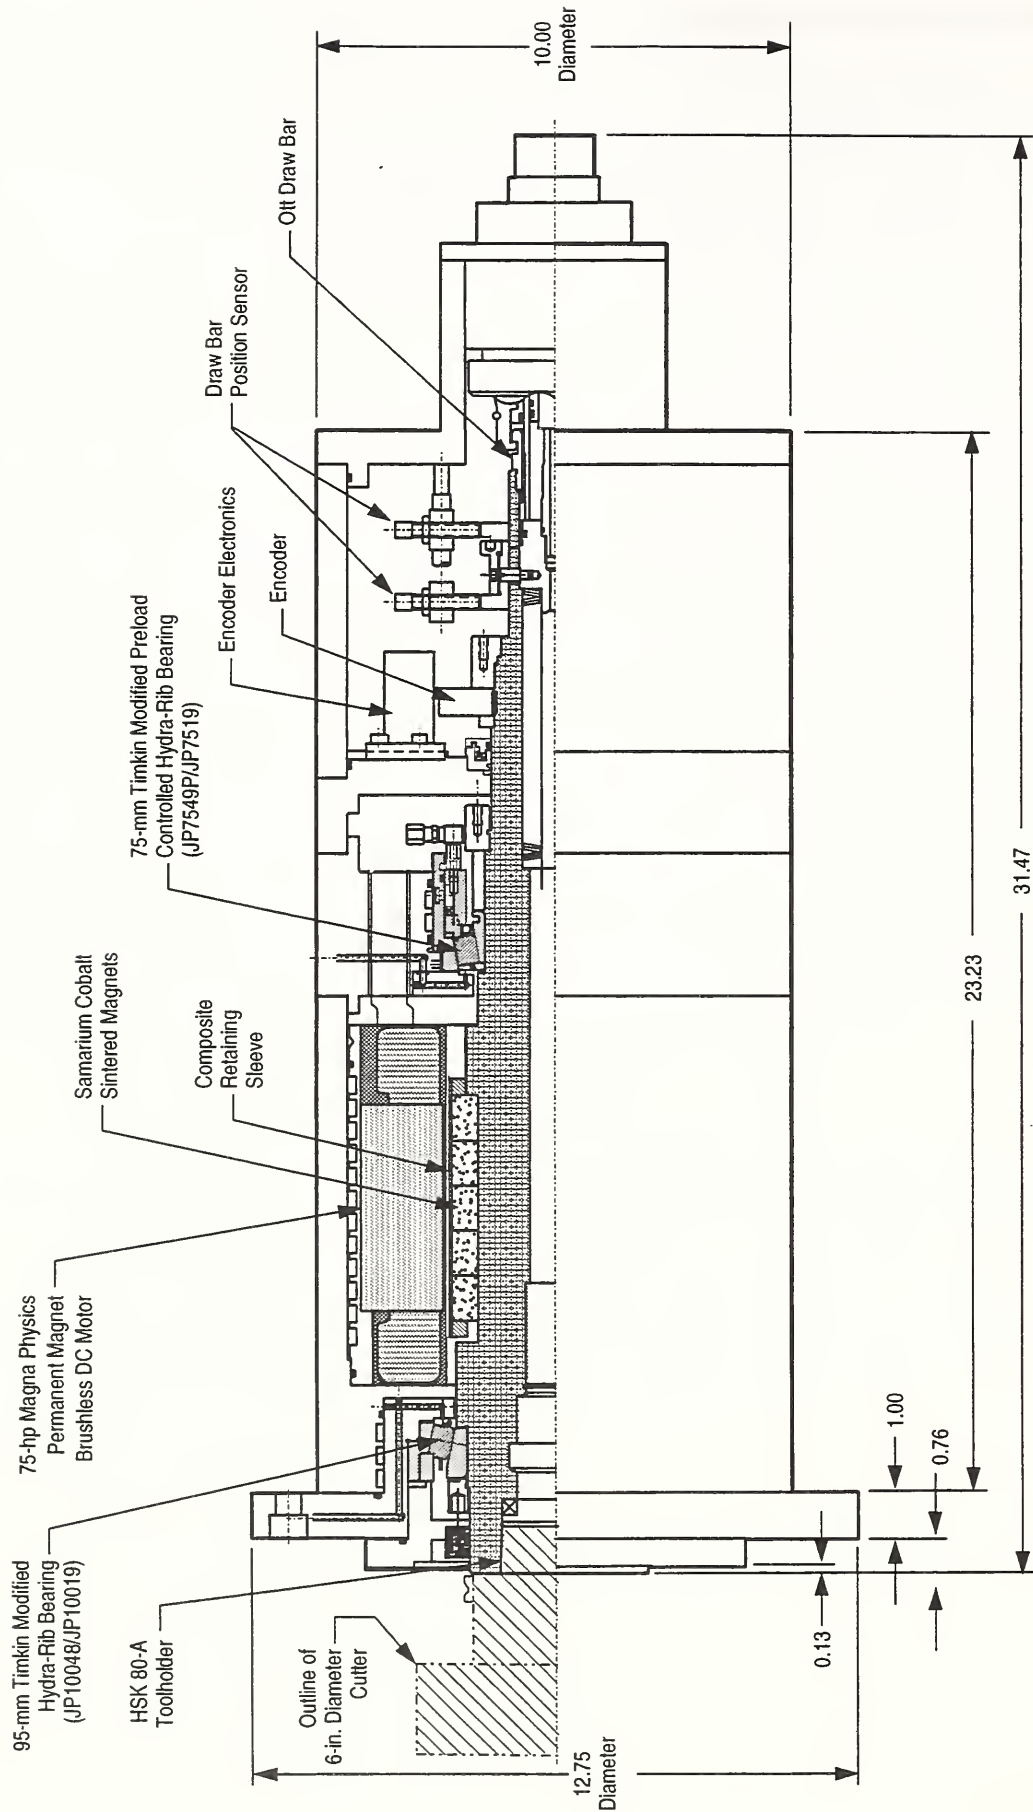 95-mm Timkin Modified
Hydra-Rib Bearing
(JP10048/JP10019)
75-hp Magna Physics
Permanent Magnet
Brushless DC Motor
Samarium Cobalt
Sintered Magnets
75-mm Timkin Modified Preload
Controlled Hydra-Rib Bearing
(JP7549P/JP7519)
Encoder Electronics
Encoder
Draw Bar
Position Sensor
Ott Draw Bar
Composite
Retaining
Sleeve
HSK 80-A
Toolholder
Outline of
6-in. Diameter
Cutter
12.75
Diameter
10.00
Diameter
0.13
0.76
1.00
23.23
31.47